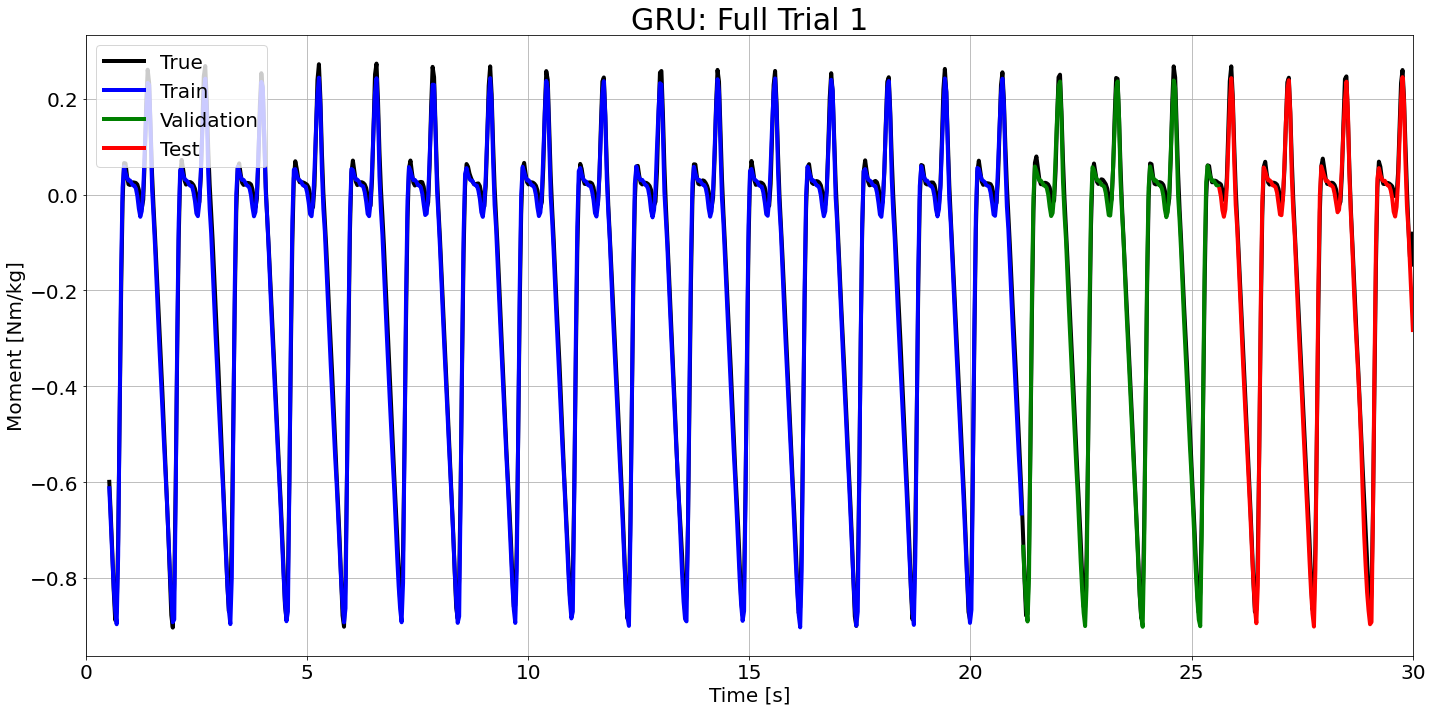 GRU: Full Trial 1
True
Train
Validation
Test
0.2
0.0
−0.2
−0.4
−0.6
−0.8
Moment [Nm/kg]
0 5 10 15 20 25 30
Time [s]